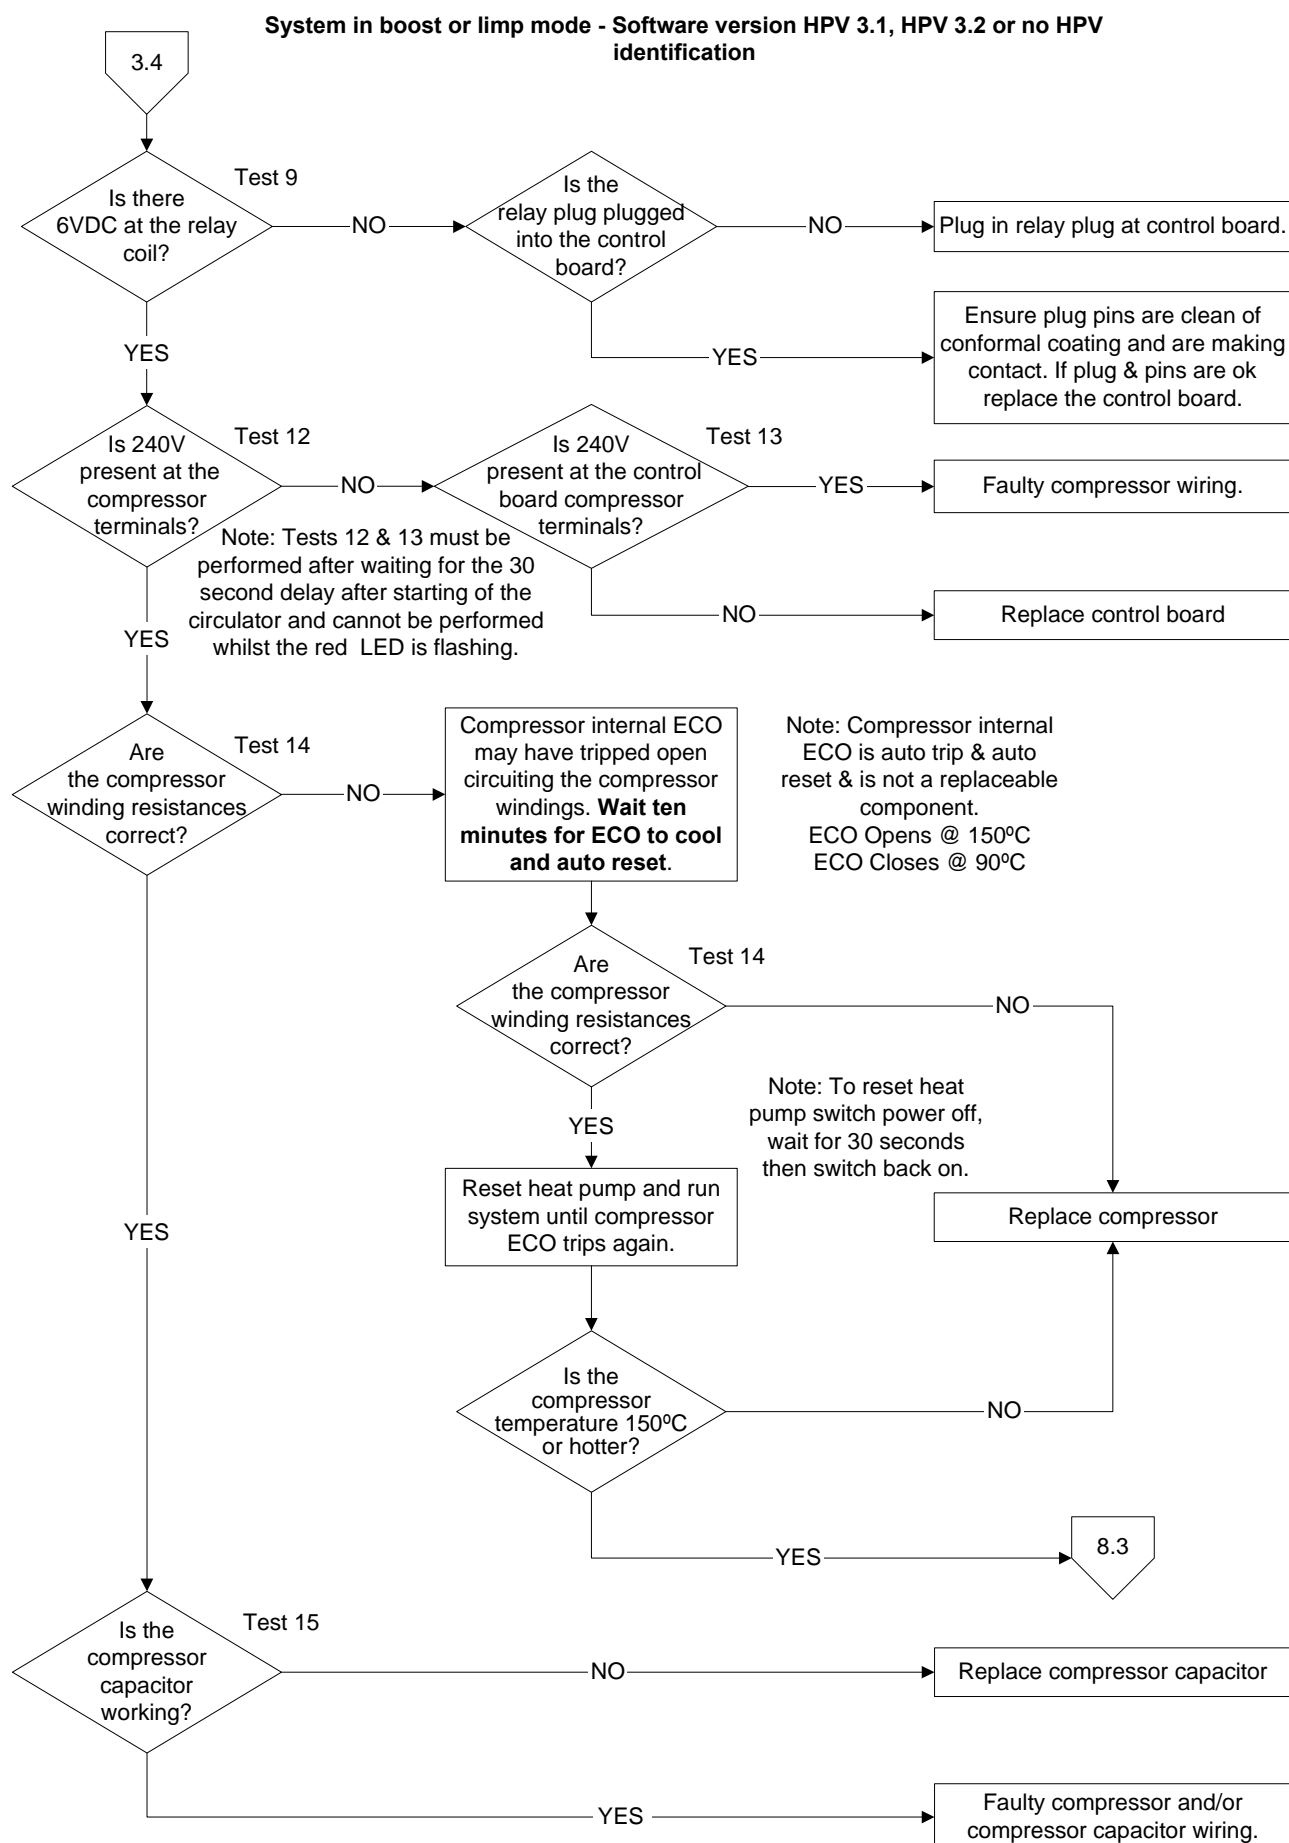 System in boost or limp mode - Software version HPV 3.1, HPV 3.2 or no HPV
identification
3.4
Test 9
Is there
6VDC at the relay
coil?
NO
Is the
relay plug plugged
into the control
board?
NO
Plug in relay plug at control board.
YES
YES
Ensure plug pins are clean of
conformal coating and are making
contact. If plug & pins are ok
replace the control board.
Test 12
Is 240V
present at the
compressor
terminals?
NO
Test 13
Is 240V
present at the control
board compressor
terminals?
YES
Faulty compressor wiring.
Note: Tests 12 & 13 must be
performed after waiting for the 30
second delay after starting of the
circulator and cannot be performed
whilst the red LED is flashing.
NO
Replace control board
YES
Test 14
Are
the compressor
winding resistances
correct?
NO
Compressor internal ECO
may have tripped open
circuiting the compressor
windings. Wait ten
minutes for ECO to cool
and auto reset.
Note: Compressor internal
ECO is auto trip & auto
reset & is not a replaceable
component.
ECO Opens @ 150ºC
ECO Closes @ 90ºC
Test 14
Are
the compressor
winding resistances
correct?
NO
YES
Note: To reset heat
pump switch power off,
wait for 30 seconds
then switch back on.
Reset heat pump and run
system until compressor
ECO trips again.
Replace compressor
YES
Is the
compressor
temperature 150ºC
or hotter?
NO
YES
8.3
Test 15
Is the
compressor
capacitor
working?
NO
Replace compressor capacitor
YES
Faulty compressor and/or
compressor capacitor wiring.